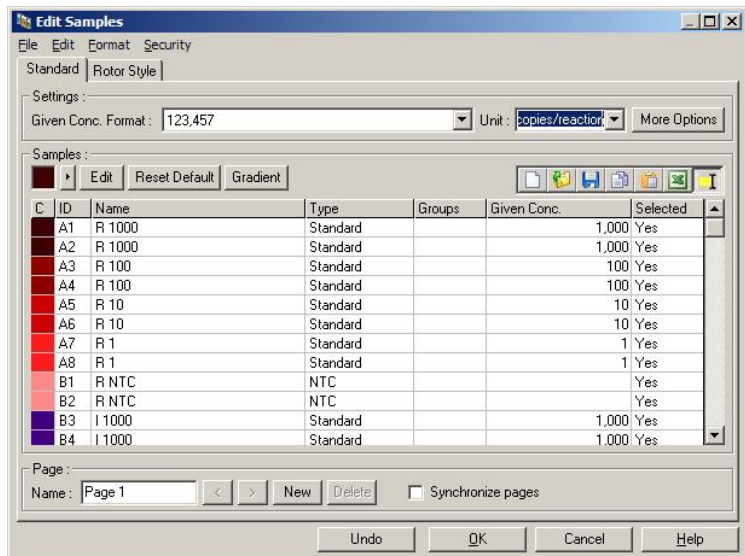 Edit Samples
File Edit Format Security
Standard Rotor Style
Settings :
Given Conc. Format : 123,457 Unit : copies/reaction More Options
Samples :
Edit Reset Default Gradient
C ID Name Type Groups Given Conc. Selected
A1 R 1000 Standard 1,000 Yes
A2 R 1000 Standard 1,000 Yes
A3 R 100 Standard 100 Yes
A4 R 100 Standard 100 Yes
A5 R 10 Standard 10 Yes
A6 R 10 Standard 10 Yes
A7 R 1 Standard 1 Yes
A8 R 1 Standard 1 Yes
B1 R NTC NTC Yes
B2 R NTC NTC Yes
B3 I 1000 Standard 1,000 Yes
B4 I 1000 Standard 1,000 Yes
Page :
Name : Page 1 < > New Delete Synchronize pages
Undo OK Cancel Help